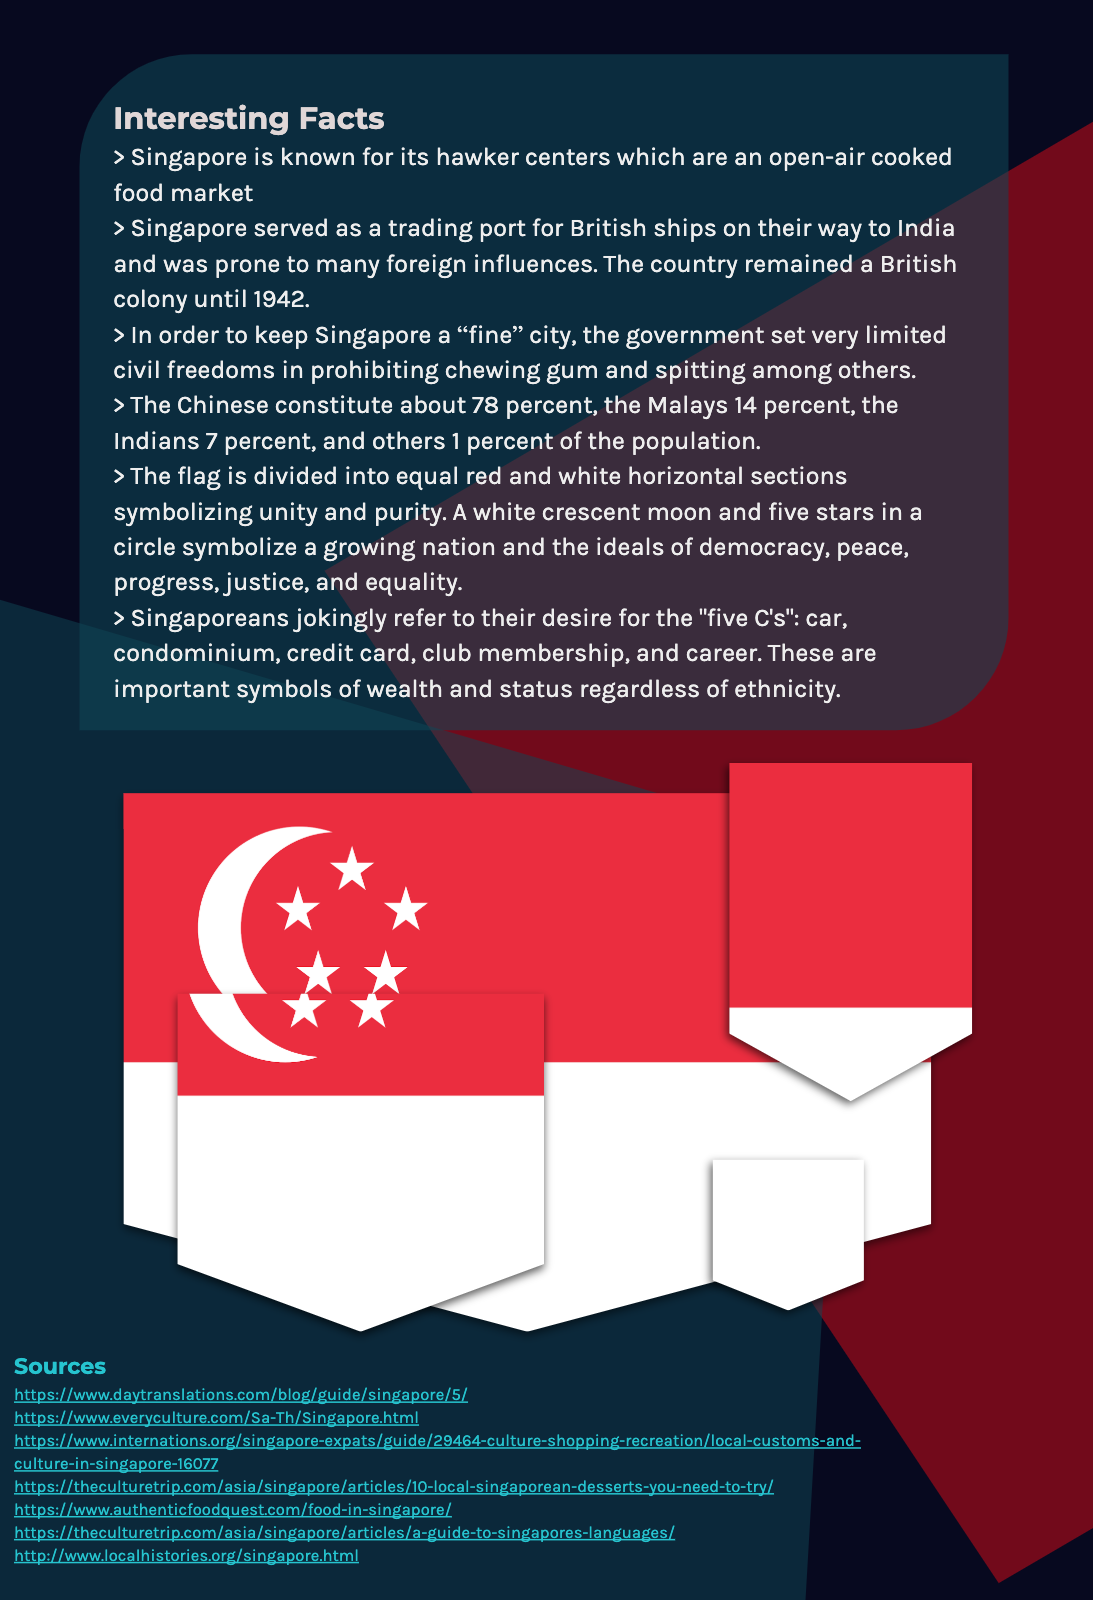 Interesting Facts
> Singapore is known for its hawker centers which are an open-air cooked
food market
> Singapore served as a trading port for British ships on their way to India
and was prone to many foreign influences. The country remained a British
colony until 1942.
> In order to keep Singapore a “fine” city, the government set very limited
civil freedoms in prohibiting chewing gum and spitting among others.
> The Chinese constitute about 78 percent, the Malays 14 percent, the
Indians 7 percent, and others 1 percent of the population.
> The flag is divided into equal red and white horizontal sections
symbolizing unity and purity. A white crescent moon and five stars in a
circle symbolize a growing nation and the ideals of democracy, peace,
progress, justice, and equality.
> Singaporeans jokingly refer to their desire for the "five C's": car,
condominium, credit card, club membership, and career. These are
important symbols of wealth and status regardless of ethnicity.
Sources
https://www.daytranslations.com/blog/guide/singapore/5/
https://www.everyculture.com/Sa-Th/Singapore.html
https://www.internations.org/singapore-expats/guide/29464-culture-shopping-recreation/local-customs-and-
culture-in-singapore-16077
https://theculturetrip.com/asia/singapore/articles/10-local-singaporean-desserts-you-need-to-try/
https://www.authenticfoodquest.com/food-in-singapore/
https://theculturetrip.com/asia/singapore/articles/a-guide-to-singapores-languages/
http://www.localhistories.org/singapore.html